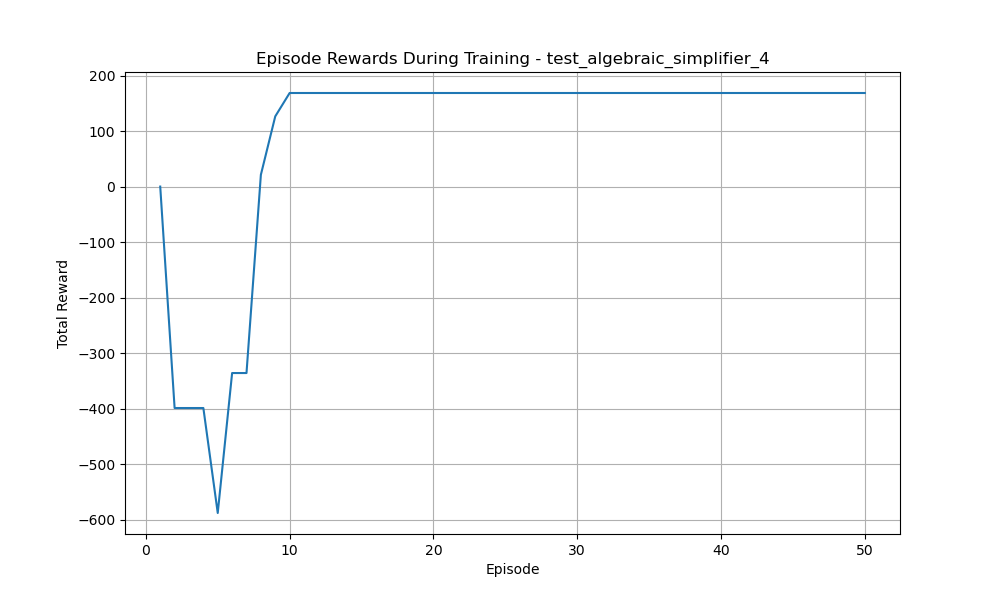 Episode Rewards During Training - test_algebraic_simplifier_4
Total Reward
200
100
0
−100
−200
−300
−400
−500
−600
0 10 20 30 40 50
Episode